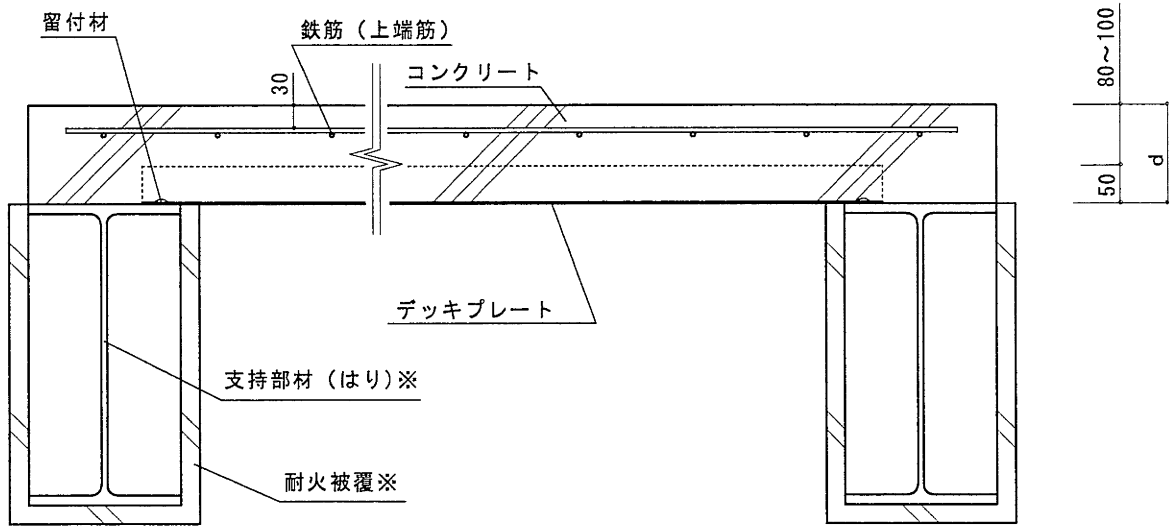 留付材
鉄筋（上端筋）
コンクリート
30
80〜100
50
d
デッキプレート
支持部材（はり）※
耐火被覆※